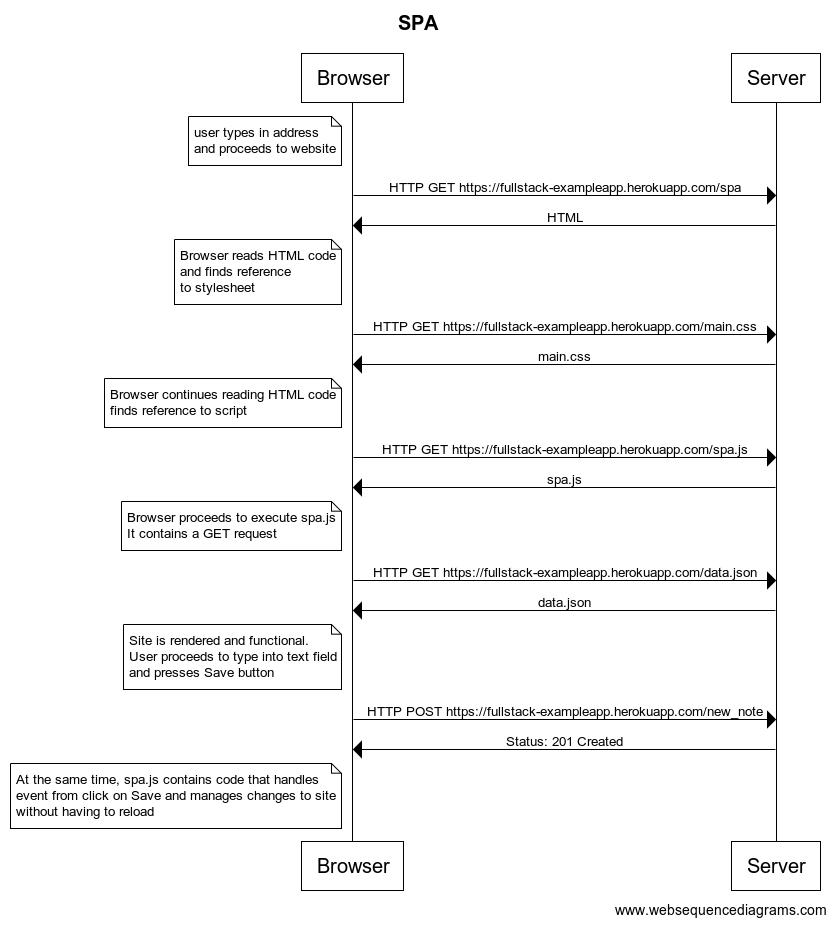 SPA
Browser
Server
user types in address
and proceeds to website
HTTP GET https://fullstack-exampleapp.herokuapp.com/spa
HTML
Browser reads HTML code
and finds reference
to stylesheet
HTTP GET https://fullstack-exampleapp.herokuapp.com/main.css
main.css
Browser continues reading HTML code
finds reference to script
HTTP GET https://fullstack-exampleapp.herokuapp.com/spa.js
spa.js
Browser proceeds to execute spa.js
It contains a GET request
HTTP GET https://fullstack-exampleapp.herokuapp.com/data.json
data.json
Site is rendered and functional.
User proceeds to type into text field
and presses Save button
HTTP POST https://fullstack-exampleapp.herokuapp.com/new_note
Status: 201 Created
At the same time, spa.js contains code that handles
event from click on Save and manages changes to site
without having to reload
Browser
Server
www.websequencediagrams.com